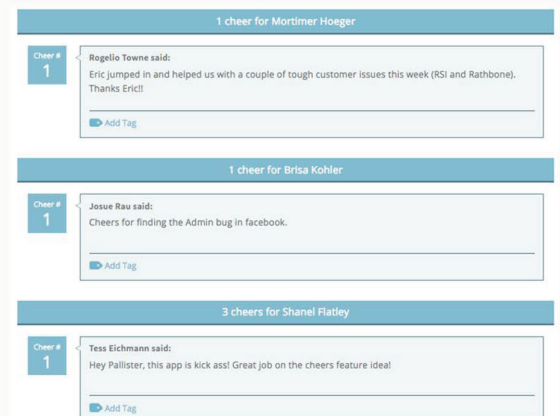 1 cheer for Mortimer Hoeger
Cheer #
1
Rogelio Towne said:
Eric jumped in and helped us with a couple of tough customer issues this week (RSI and Rathbone).
Thanks Eric!!
Add Tag
1 cheer for Brisa Kohler
Cheer #
1
Josue Rau said:
Cheers for finding the Admin bug in facebook.
Add Tag
3 cheers for Shanel Flatley
Cheer #
1
Tess Eichmann said:
Hey Pallister, this app is kick ass! Great job on the cheers feature idea!
Add Tag